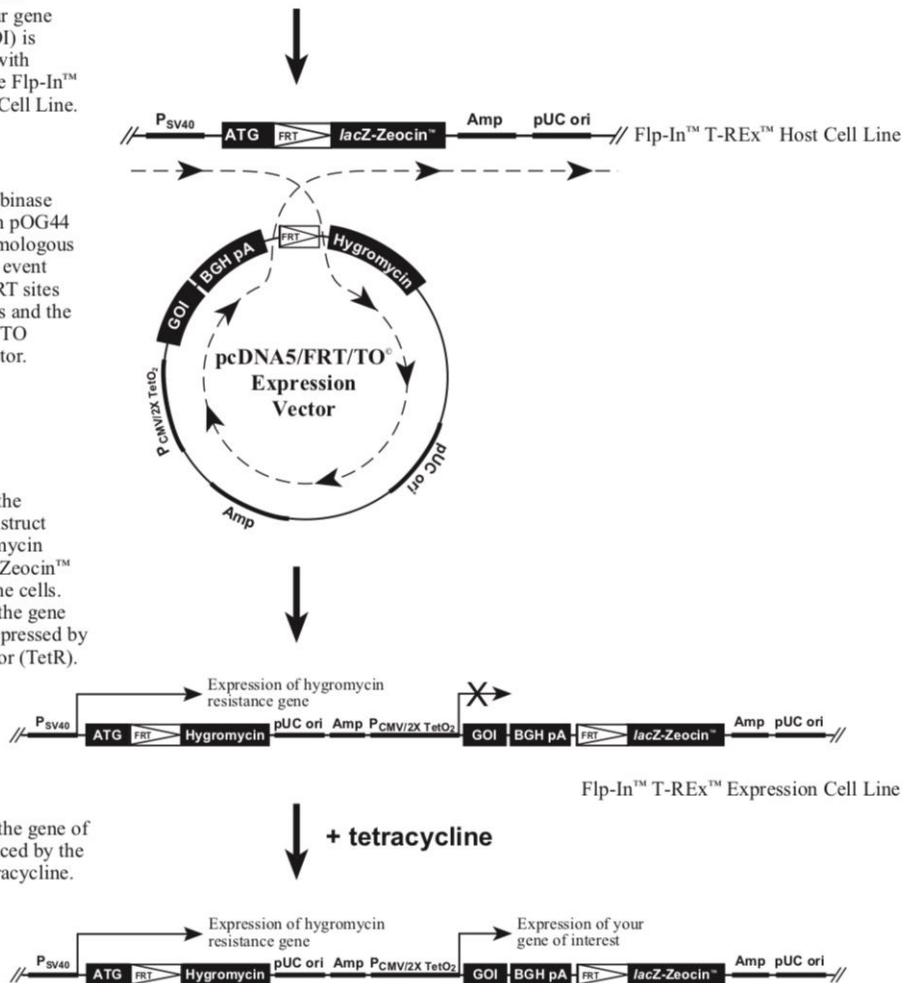 r gene
OI) is
with
e Flp-In™
Cell Line.
PSV40
ATG FRT lacZ-Zeocin™
Amp
pUC ori
Flp-In™ T-REx™ Host Cell Line
binase
n pOG44
mologous
event
RT sites
s and the
TO
tor.
FRT
Hygromycin
BGH pA
GOI
PCMV/2X TetO2
pcDNA5/FRT/TO©
Expression
Vector
pUC ori
Amp
the
struct
mycin
Zeocin™
ne cells.
the gene
pressed by
or (TetR).
Expression of hygromycin
resistance gene
X
PSV40 ATG FRT Hygromycin pUC ori Amp PCMV/2X TetO2 GOI BGH pA FRT lacZ-Zeocin™ Amp pUC ori
Flp-In™ T-REx™ Expression Cell Line
the gene of
ced by the
racycline.
+ tetracycline
Expression of hygromycin
resistance gene
Expression of your
gene of interest
PSV40 ATG FRT Hygromycin pUC ori Amp PCMV/2X TetO2 GOI BGH pA FRT lacZ-Zeocin™ Amp pUC ori